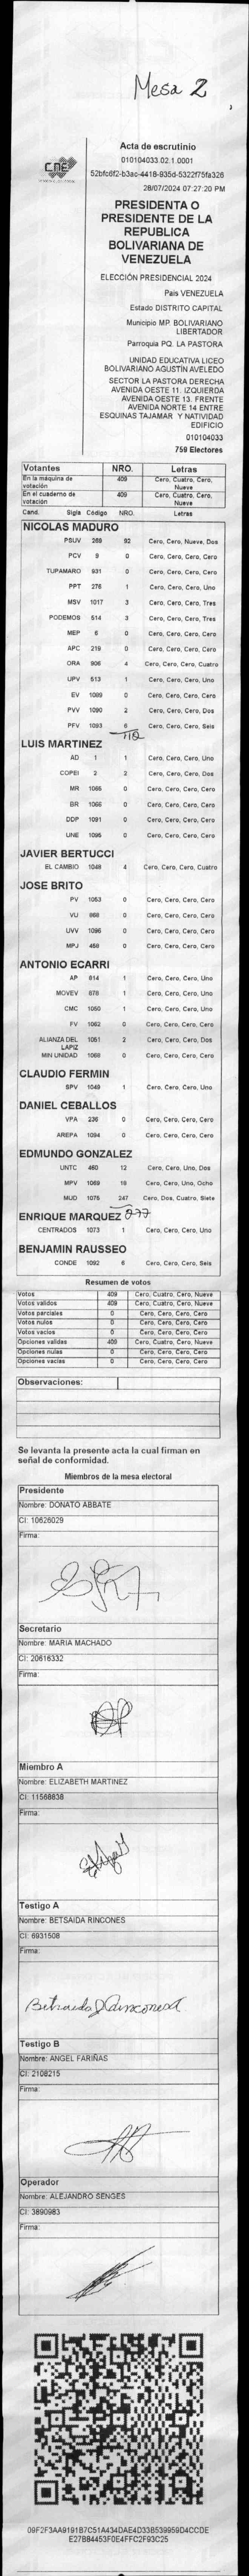 Mesa 2
CNE
Acta de escrutinio
010104033.02.1.0001
52bfc6f2-b3ac-4418-935d-5322f75fa326
28/07/2024 07:27:20 PM
PRESIDENTA O
PRESIDENTE DE LA
REPUBLICA
BOLIVARIANA DE
VENEZUELA
ELECCIÓN PRESIDENCIAL 2024
Pais VENEZUELA
Estado DISTRITO CAPITAL
Municipio MP. BOLIVARIANO
LIBERTADOR
Parroquia PQ. LA PASTORA
UNIDAD EDUCATIVA LICEO
BOLIVARIANO AGUSTÍN AVELEDO
SECTOR LA PASTORA DERECHA
AVENIDA OESTE 11. IZQUIERDA
AVENIDA OESTE 13. FRENTE
AVENIDA NORTE 14 ENTRE
ESQUINAS TAJAMAR Y NATIVIDAD
EDIFICIO
010104033
759 Electores
Votantes NRO. Letras
En la máquina de votación 409 Cero, Cuatro, Cero, Nueve
En el cuaderno de votación 409 Cero, Cuatro, Cero, Nueve
Cand. Sigla Código NRO. Letras
NICOLAS MADURO
PSUV 269 92 Cero, Cero, Nueve, Dos
PCV 9 0 Cero, Cero, Cero, Cero
TUPAMARO 931 0 Cero, Cero, Cero, Cero
PPT 276 1 Cero, Cero, Cero, Uno
MSV 1017 3 Cero, Cero, Cero, Tres
PODEMOS 514 3 Cero, Cero, Cero, Tres
MEP 6 0 Cero, Cero, Cero, Cero
APC 219 0 Cero, Cero, Cero, Cero
ORA 906 4 Cero, Cero, Cero, Cuatro
UPV 613 1 Cero, Cero, Cero, Uno
EV 1089 0 Cero, Cero, Cero, Cero
PVV 1090 2 Cero, Cero, Cero, Dos
PFV 1093 6 Cero, Cero, Cero, Seis
112
LUIS MARTINEZ
AD 1 1 Cero, Cero, Cero, Uno
COPEI 2 2 Cero, Cero, Cero, Dos
MR 1065 0 Cero, Cero, Cero, Cero
BR 1066 0 Cero, Cero, Cero, Cero
DDP 1091 0 Cero, Cero, Cero, Cero
UNE 1095 0 Cero, Cero, Cero, Cero
JAVIER BERTUCCI
EL CAMBIO 1048 4 Cero, Cero, Cero, Cuatro
JOSE BRITO
PV 1053 0 Cero, Cero, Cero, Cero
VU 868 0 Cero, Cero, Cero, Cero
UVV 1096 0 Cero, Cero, Cero, Cero
MPJ 458 0 Cero, Cero, Cero, Cero
ANTONIO ECARRI
AP 814 1 Cero, Cero, Cero, Uno
MOVEV 878 1 Cero, Cero, Cero, Uno
CMC 1050 1 Cero, Cero, Cero, Uno
FV 1062 0 Cero, Cero, Cero, Cero
ALIANZA DEL LAPIZ 1051 2 Cero, Cero, Cero, Dos
MIN UNIDAD 1068 0 Cero, Cero, Cero, Cero
CLAUDIO FERMIN
SPV 1049 1 Cero, Cero, Cero, Uno
DANIEL CEBALLOS
VPA 236 0 Cero, Cero, Cero, Cero
AREPA 1094 0 Cero, Cero, Cero, Cero
EDMUNDO GONZALEZ
UNTC 460 12 Cero, Cero, Uno, Dos
MPV 1069 18 Cero, Cero, Uno, Ocho
MUD 1075 247 Cero, Dos, Cuatro, Siete
277
ENRIQUE MARQUEZ
CENTRADOS 1073 1 Cero, Cero, Cero, Uno
BENJAMIN RAUSSEO
CONDE 1092 6 Cero, Cero, Cero, Seis
Resumen de votos
Votos 409 Cero, Cuatro, Cero, Nueve
Votos validos 409 Cero, Cuatro, Cero, Nueve
Votos parciales 0 Cero, Cero, Cero, Cero
Votos nulos 0 Cero, Cero, Cero, Cero
Votos vacios 0 Cero, Cero, Cero, Cero
Opciones validas 409 Cero, Cuatro, Cero, Nueve
Opciones nulas 0 Cero, Cero, Cero, Cero
Opciones vacias 0 Cero, Cero, Cero, Cero
Observaciones:
Se levanta la presente acta la cual firman en
señal de conformidad.
Miembros de la mesa electoral
Presidente
Nombre: DONATO ABBATE
CI: 10626029
Firma:
Secretario
Nombre: MARIA MACHADO
CI: 20616332
Firma:
Miembro A
Nombre: ELIZABETH MARTINEZ
CI: 11568838
Firma:
Testigo A
Nombre: BETSAIDA RINCONES
CI: 6931508
Firma:
Testigo B
Nombre: ANGEL FARIÑAS
CI: 2108215
Firma:
Operador
Nombre: ALEJANDRO SENGES
CI: 3890983
Firma:
09F2F3AA9191B7C51A434DAE4D33B539959D4CCDE
E27B84453F0E4FFC2F93C25